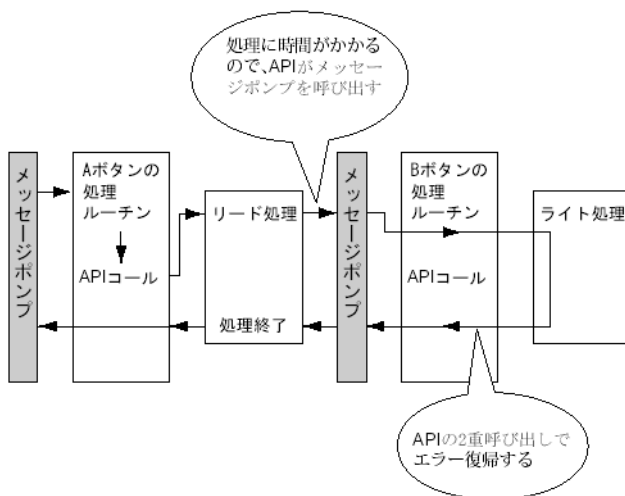 処理に時間がかかる
ので、APIがメッセー
ジポンプを呼び出す
メッセージポンプ
Aボタンの
処理
ルーチン
APIコール
リード処理
処理終了
メッセージポンプ
Bボタンの
処理
ルーチン
APIコール
ライト処理
APIの2重呼び出しで
エラー復帰する